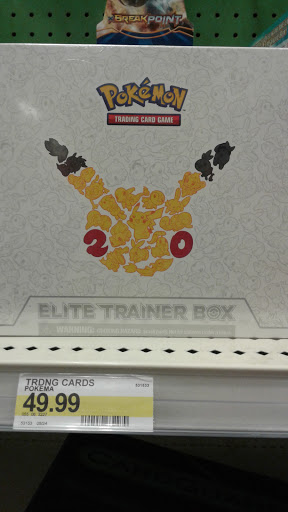 BREAKPOINT
POKéMON
TRADING CARD GAME
20
ELITE TRAINER BOX
WARNING:
TRDNG CARDS
POKEMA
49.99